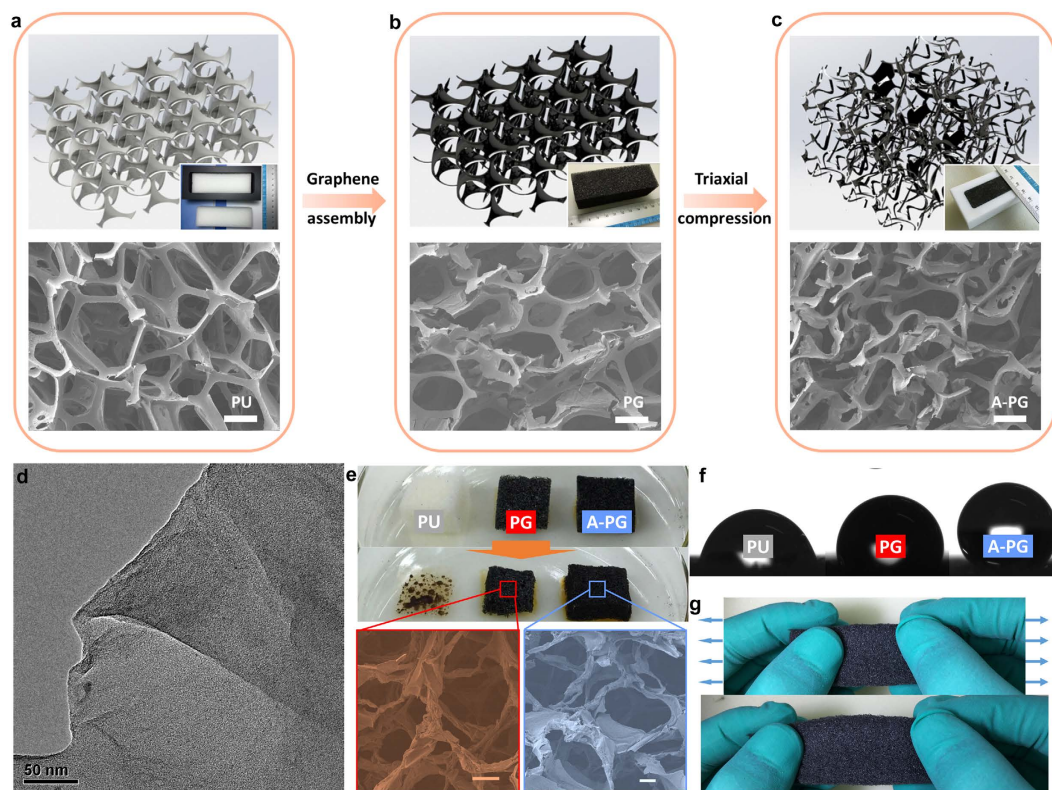 a
b
c
Graphene
assembly
Triaxial
compression
PU
PG
A-PG
d
50 nm
e
PU
PG
A-PG
f
PU
PG
A-PG
g